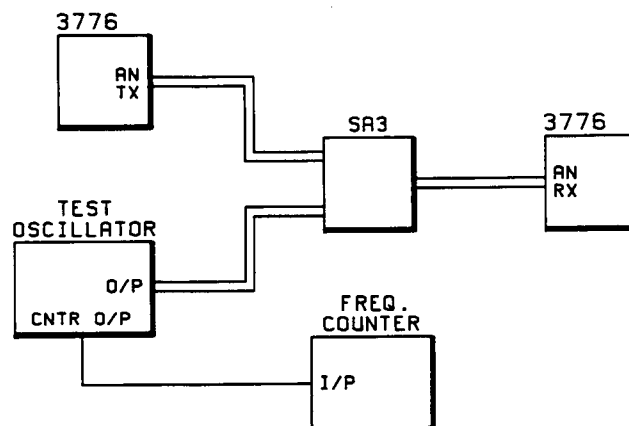 3776
AN
TX
SA3
3776
AN
RX
TEST
OSCILLATOR
O/P
CNTR O/P
FREQ.
COUNTER
I/P